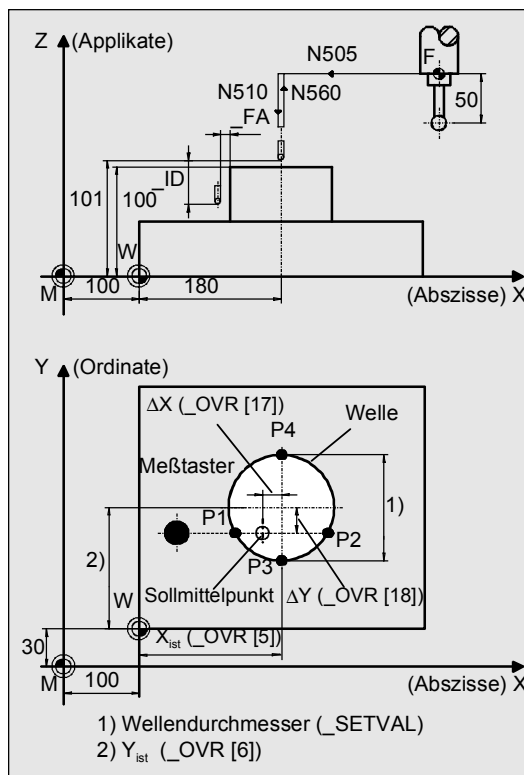 Z (Applikate)
N505
F
N510
N560
50
_FA
_ID
101
100
W
M
100
180
(Abszisse) X
Y (Ordinate)
ΔX (_OVR [17])
Welle
P4
Meßtaster
1)
P1
P2
2)
P3
Sollmittelpunkt
ΔY (_OVR [18])
W
X_ist (_OVR [5])
30
M
100
(Abszisse) X
1) Wellendurchmesser (_SETVAL)
2) Y_ist (_OVR [6])